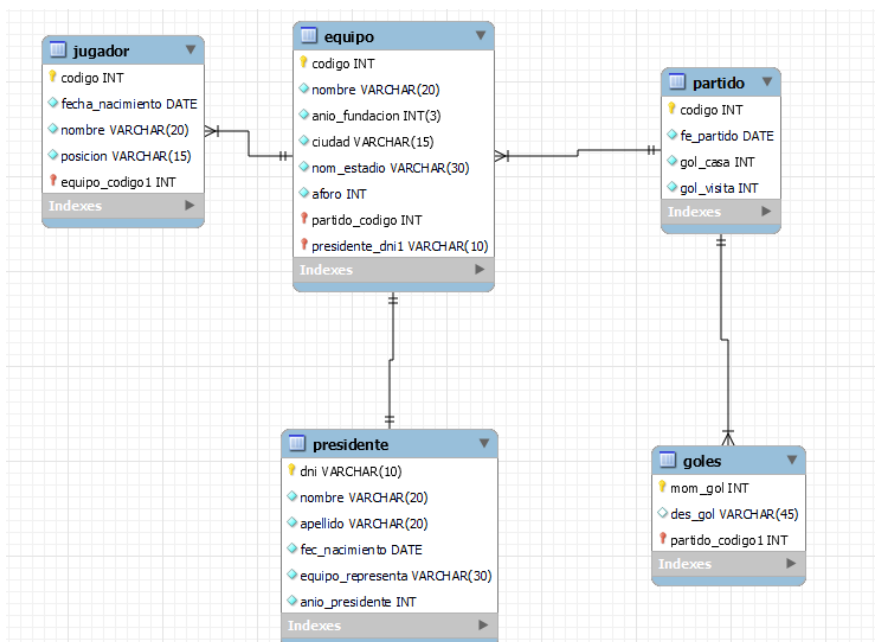 jugador
codigo INT
fecha_nacimiento DATE
nombre VARCHAR(20)
posicion VARCHAR(15)
equipo_codigo1 INT
Indexes
equipo
codigo INT
nombre VARCHAR(20)
anio_fundacion INT(3)
ciudad VARCHAR(15)
nom_estadio VARCHAR(30)
aforo INT
partido_codigo INT
presidente_dni1 VARCHAR(10)
Indexes
partido
codigo INT
fe_partido DATE
gol_casa INT
gol_visita INT
Indexes
presidente
dni VARCHAR(10)
nombre VARCHAR(20)
apellido VARCHAR(20)
fec_nacimiento DATE
equipo_representa VARCHAR(30)
anio_presidente INT
Indexes
goles
mom_gol INT
des_gol VARCHAR(45)
partido_codigo1 INT
Indexes